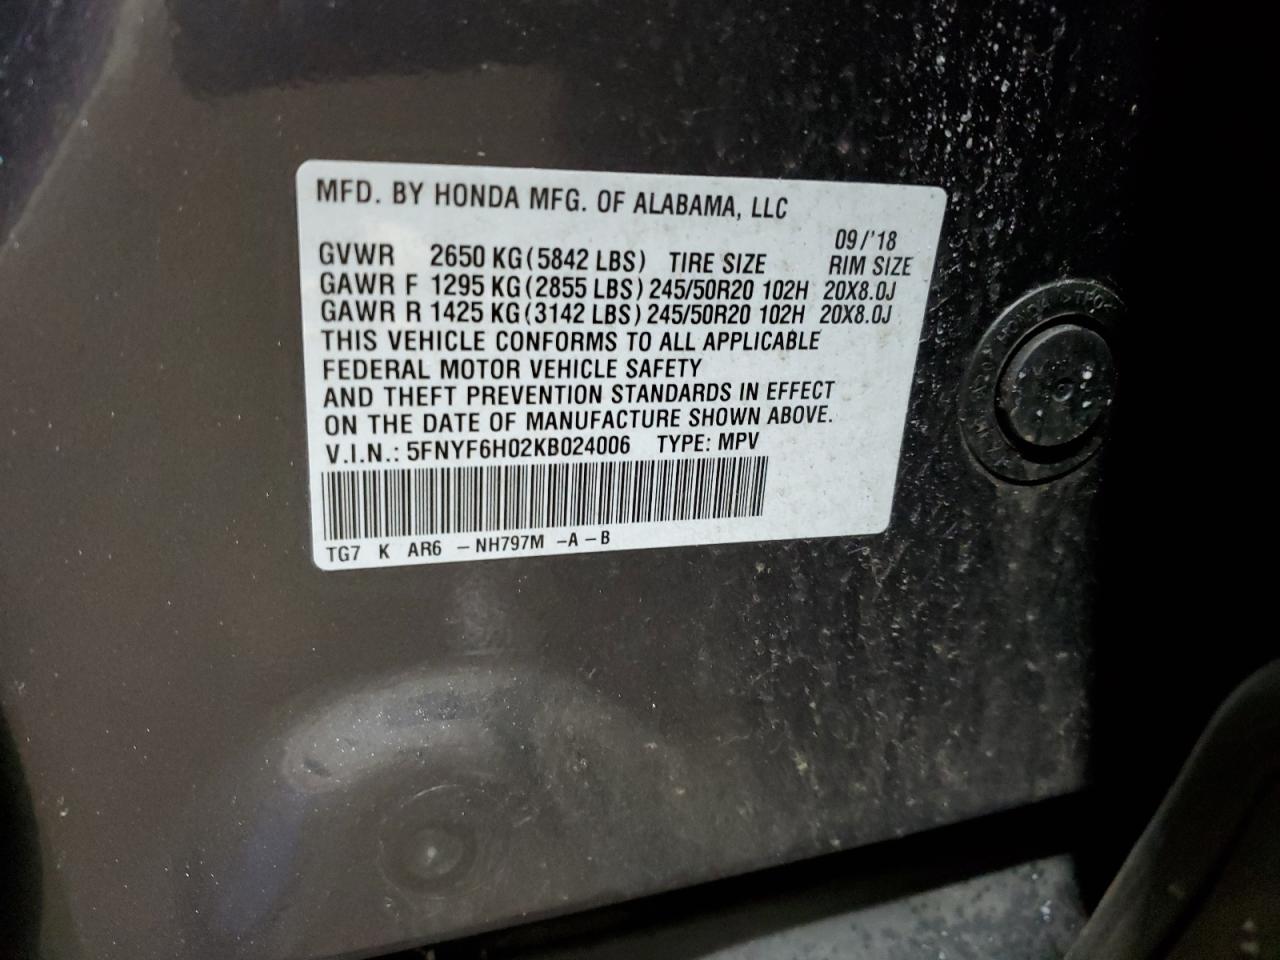 MFD. BY HONDA MFG. OF ALABAMA, LLC
09/'18
GVWR 2650 KG(5842 LBS) TIRE SIZE RIM SIZE
GAWR F 1295 KG(2855 LBS) 245/50R20 102H 20X8.0J
GAWR R 1425 KG(3142 LBS) 245/50R20 102H 20X8.0J
THIS VEHICLE CONFORMS TO ALL APPLICABLE
FEDERAL MOTOR VEHICLE SAFETY
AND THEFT PREVENTION STANDARDS IN EFFECT
ON THE DATE OF MANUFACTURE SHOWN ABOVE.
V.I.N.: 5FNYF6H02KB024006 TYPE: MPV
TG7 K AR6 -NH797M -A-B
HONDA